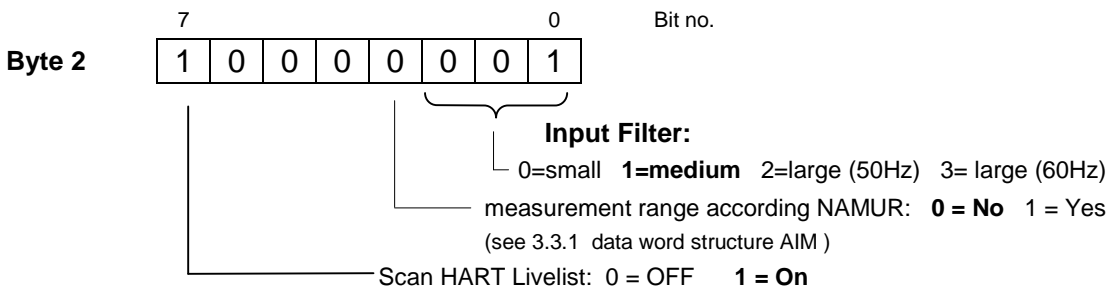 7 0 Bit no.
Byte 2 1 0 0 0 0 0 0 1
Input Filter:
0=small 1=medium 2=large (50Hz) 3= large (60Hz)
measurement range according NAMUR: 0 = No 1 = Yes
(see 3.3.1 data word structure AIM )
Scan HART Livelist: 0 = OFF 1 = On